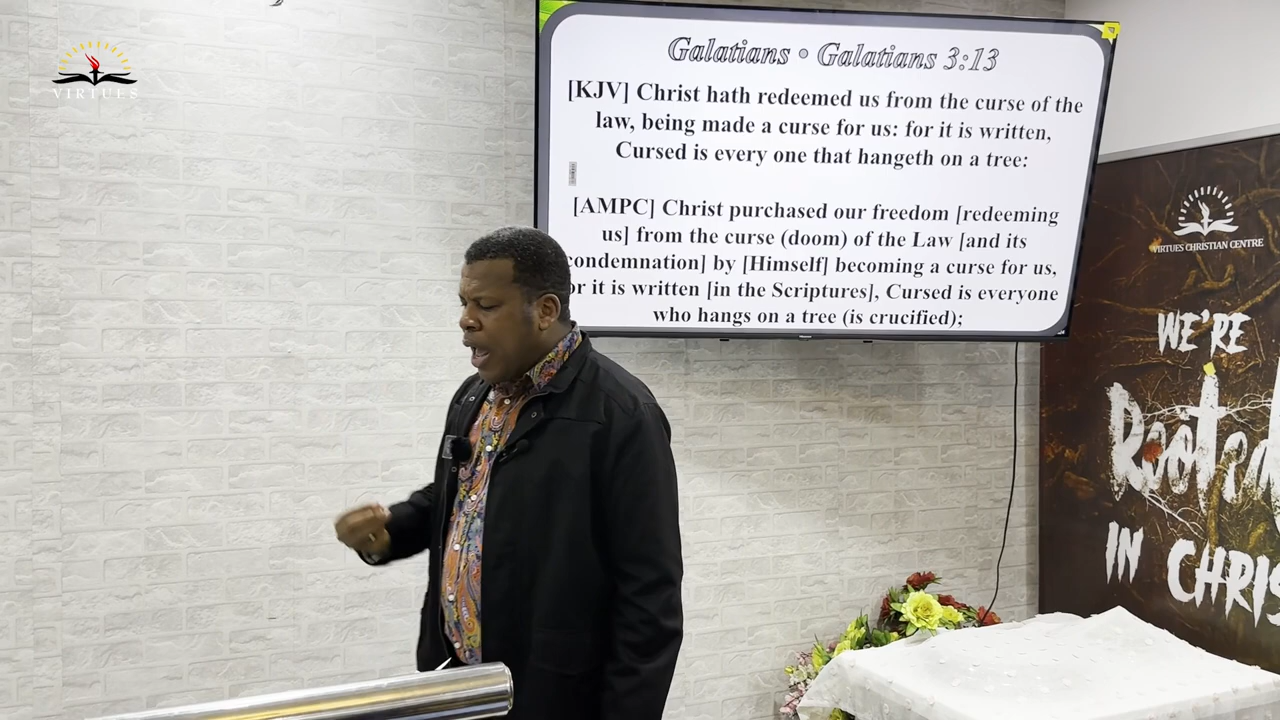 VIRTUES
Galatians • Galatians 3:13
[KJV] Christ hath redeemed us from the curse of the
law, being made a curse for us: for it is written,
Cursed is every one that hangeth on a tree:
[AMPC] Christ purchased our freedom [redeeming
us] from the curse (doom) of the Law [and its
condemnation] by [Himself] becoming a curse for us,
or it is written [in the Scriptures], Cursed is everyone
who hangs on a tree (is crucified);
VIRTUES CHRISTIAN CENTRE
WE'RE
Rooted
IN CHRIS